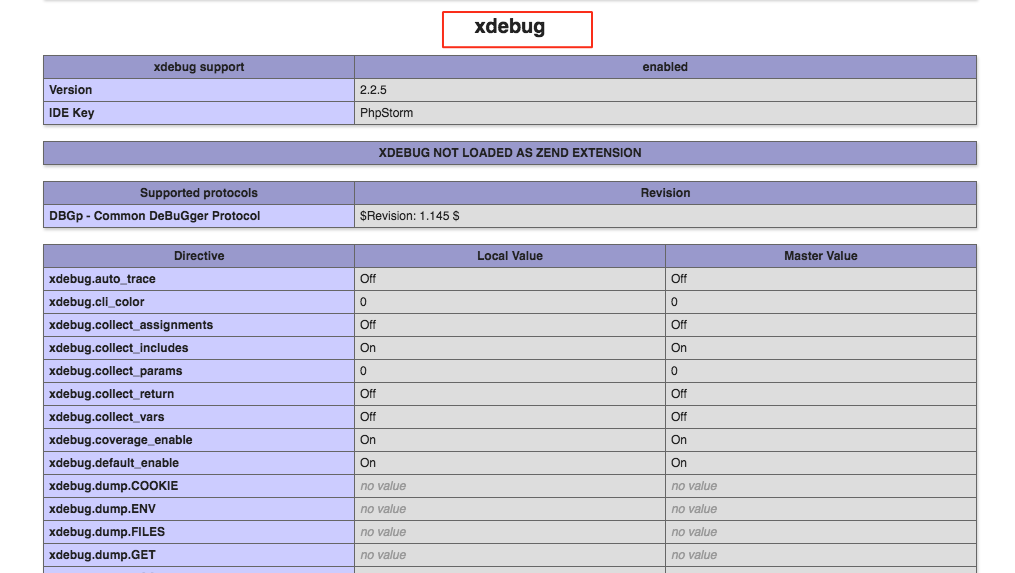 xdebug
xdebug support enabled
Version 2.2.5
IDE Key PhpStorm
XDEBUG NOT LOADED AS ZEND EXTENSION
Supported protocols Revision
DBGp - Common DeBuGger Protocol $Revision: 1.145 $
Directive Local Value Master Value
xdebug.auto_trace Off Off
xdebug.cli_color 0 0
xdebug.collect_assignments Off Off
xdebug.collect_includes On On
xdebug.collect_params 0 0
xdebug.collect_return Off Off
xdebug.collect_vars Off Off
xdebug.coverage_enable On On
xdebug.default_enable On On
xdebug.dump.COOKIE no value no value
xdebug.dump.ENV no value no value
xdebug.dump.FILES no value no value
xdebug.dump.GET no value no value